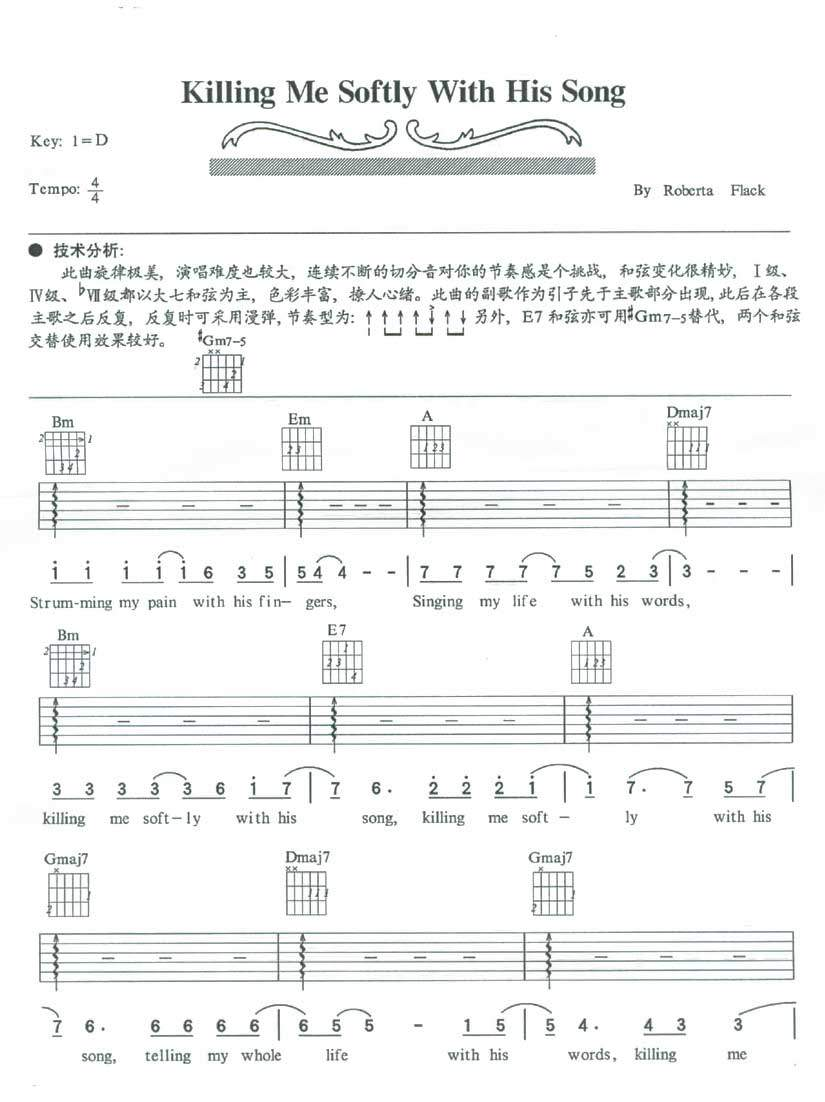 Killing Me Softly With His Song
Key: 1=D
Tempo: 4/4
By Roberta Flack
● 技术分析:
此曲旋律极美, 演唱难度也较大, 连续不断的切分音对你的节奏感是个挑战, 和弦变化很精妙, Ⅰ级、
Ⅳ级、♭Ⅶ级都以大七和弦为主, 色彩丰富, 撩人心绪。此曲的副歌作为引子先于主歌部分出现, 此后在各段
主歌之后反复, 反复时可采用漫弹, 节奏型为: ↑ ↑ ↑ ↑ ↓ ↑ ↓ 另外, E7 和弦亦可用♯Gm7-5替代, 两个和弦
交替使用效果较好。 ♯Gm7-5
Bm Em A Dmaj7
i i i i i 6 3 5 | 5 4 4 - - | 7 7 7 7 7 5 2 3 | 3 - - - |
Strum-ming my pain with his fin- gers, Singing my life with his words,
Bm E7 A
3 3 3 3 3 6 i 7 | 7 6 · 2 2 2 i | i 7 · 7 5 7 |
killing me soft-ly with his song, killing me soft - ly with his
Gmaj7 Dmaj7 Gmaj7
7 6 · 6 6 6 6 | 6 5 5 - 1 5 | 5 4 · 4 3 3 |
song, telling my whole life with his words, killing me